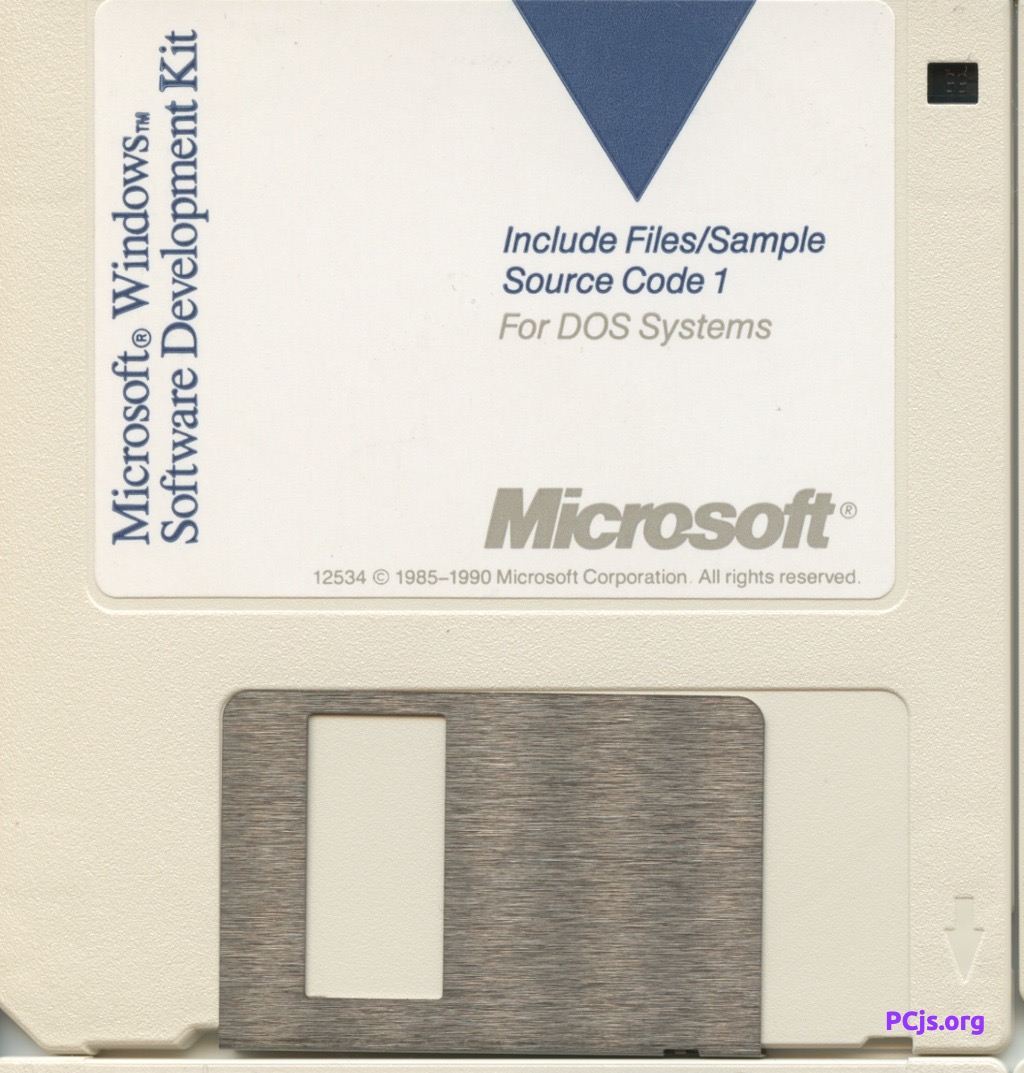 Microsoft® Windows™
Software Development Kit
Include Files/Sample
Source Code 1
For DOS Systems
Microsoft®
12534 © 1985–1990 Microsoft Corporation. All rights reserved.
PCjs.org